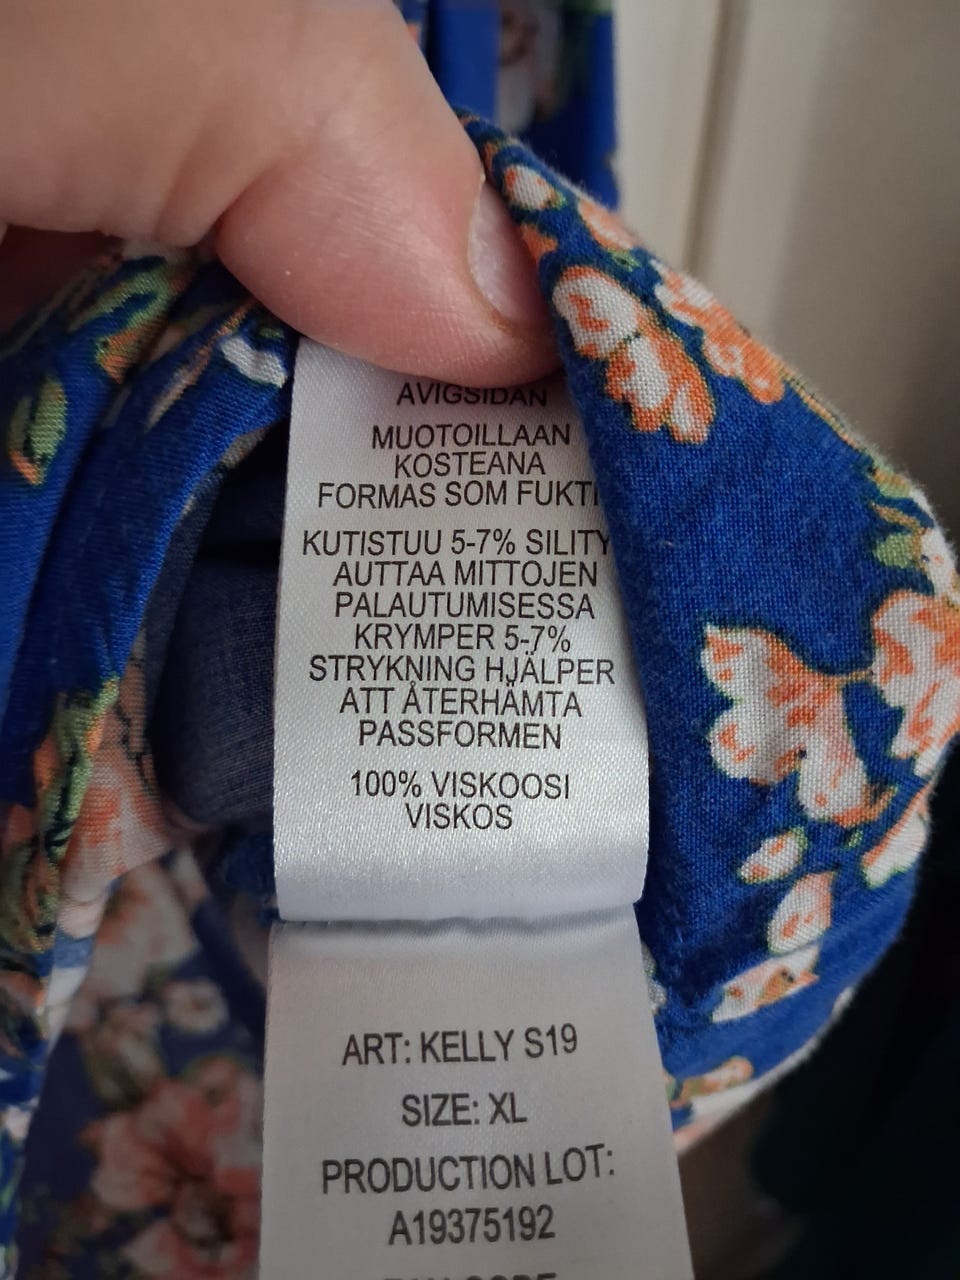 AVIGSIDAN
MUOTOILLAAN
KOSTEANA
FORMAS SOM FUKTI
KUTISTUU 5-7% SILITY
AUTTAA MITTOJEN
PALAUTUMISESSA
KRYMPER 5-7%
STRYKNING HJÄLPER
ATT ÅTERHÄMTA
PASSFORMEN
100% VISKOOSI
VISKOS
ART: KELLY S19
SIZE: XL
PRODUCTION LOT:
A19375192